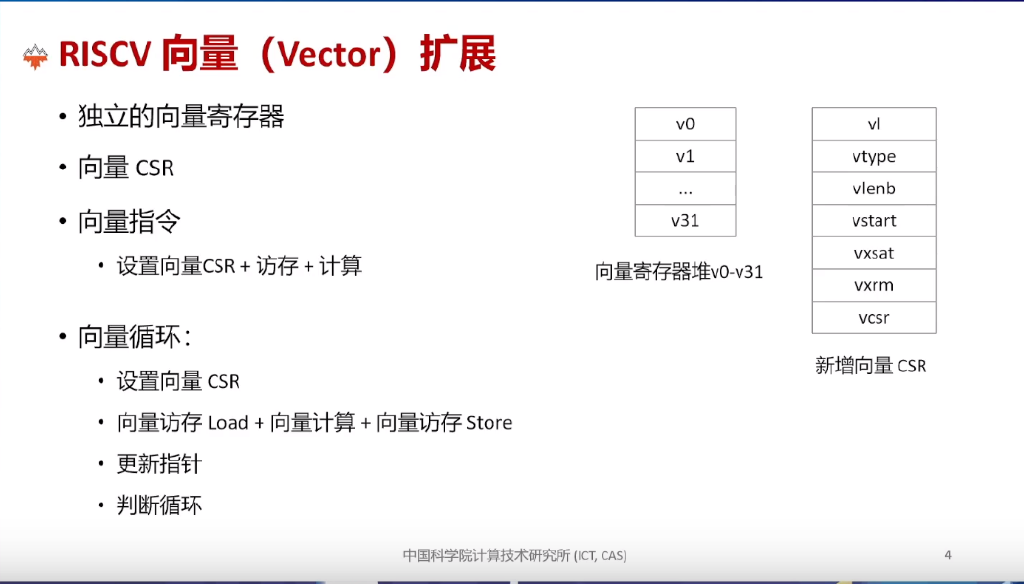 RISCV 向量（Vector）扩展
• 独立的向量寄存器
• 向量 CSR
• 向量指令
• 设置向量CSR + 访存 + 计算
• 向量循环：
• 设置向量 CSR
• 向量访存 Load + 向量计算 + 向量访存 Store
• 更新指针
• 判断循环
v0
v1
...
v31
向量寄存器堆v0-v31
vl
vtype
vlenb
vstart
vxsat
vxrm
vcsr
新增向量 CSR
中国科学院计算技术研究所 (ICT, CAS)
4